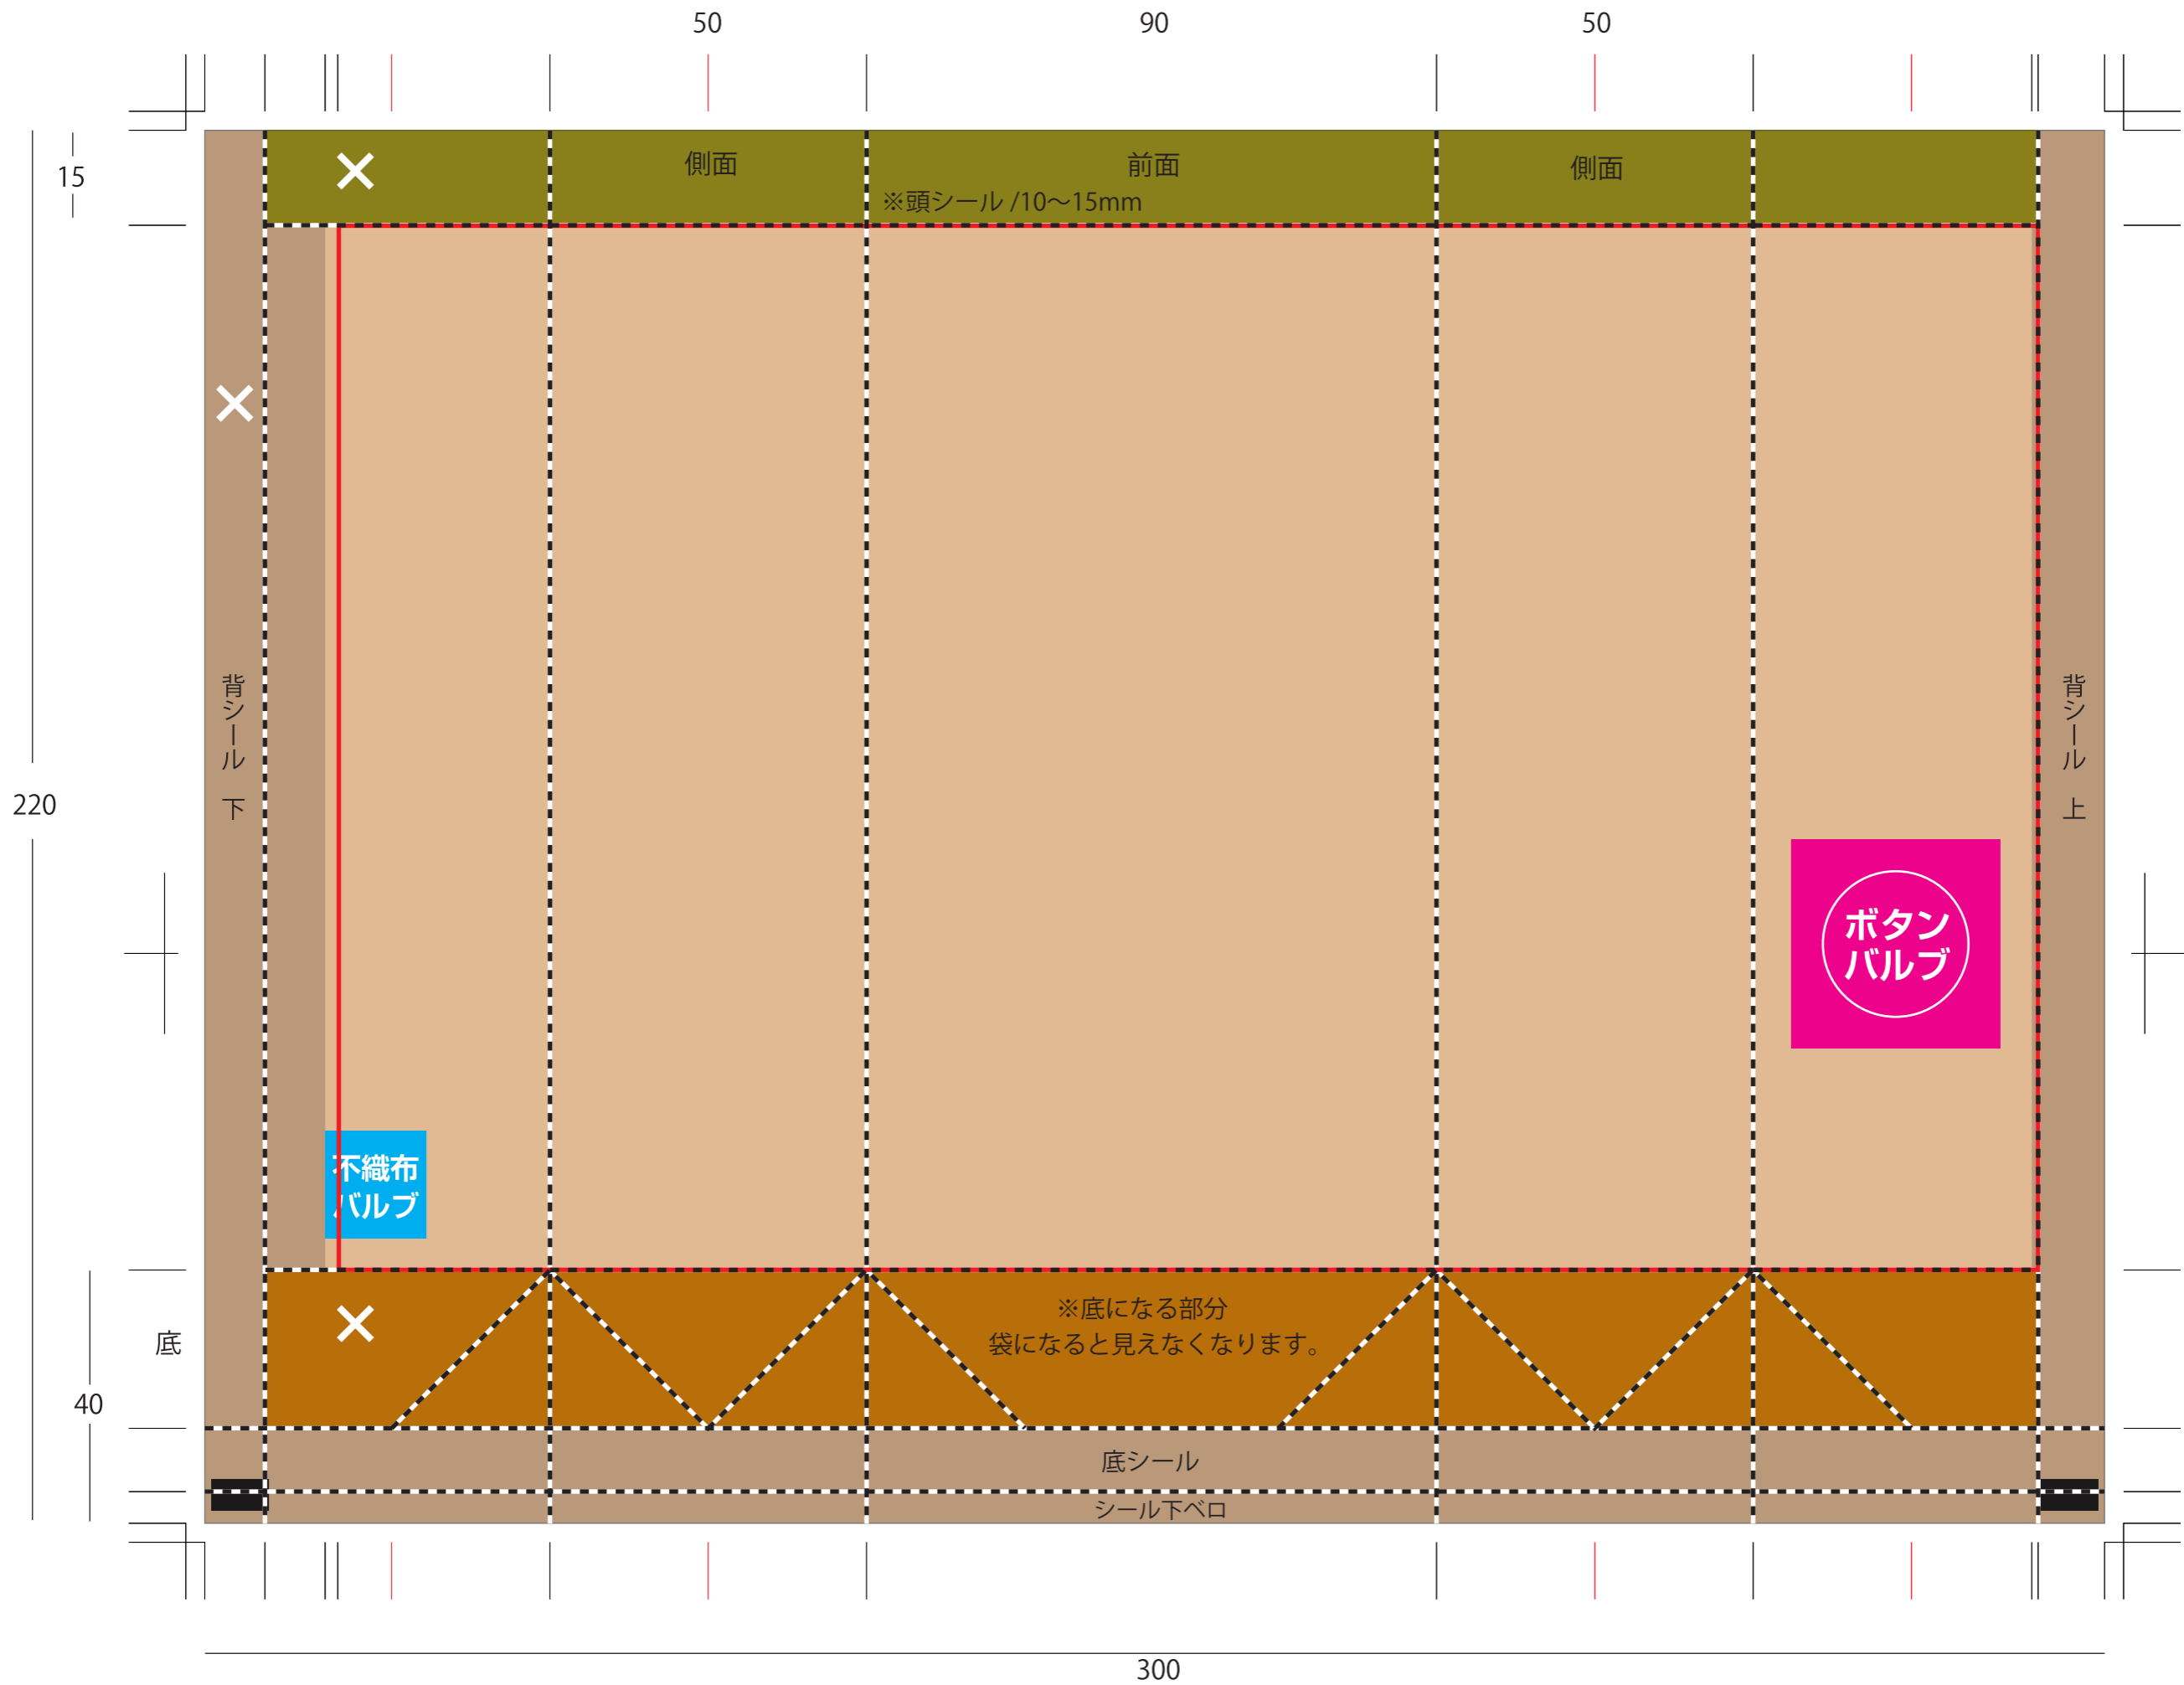 50
90
50
15
側面
前面
側面
※頭シール /10〜15mm
背シール 下
背シール 上
220
ボタン
バルブ
不織布
バルブ
※底になる部分
袋になると見えなくなります。
底
40
底シール
シール下ベロ
300